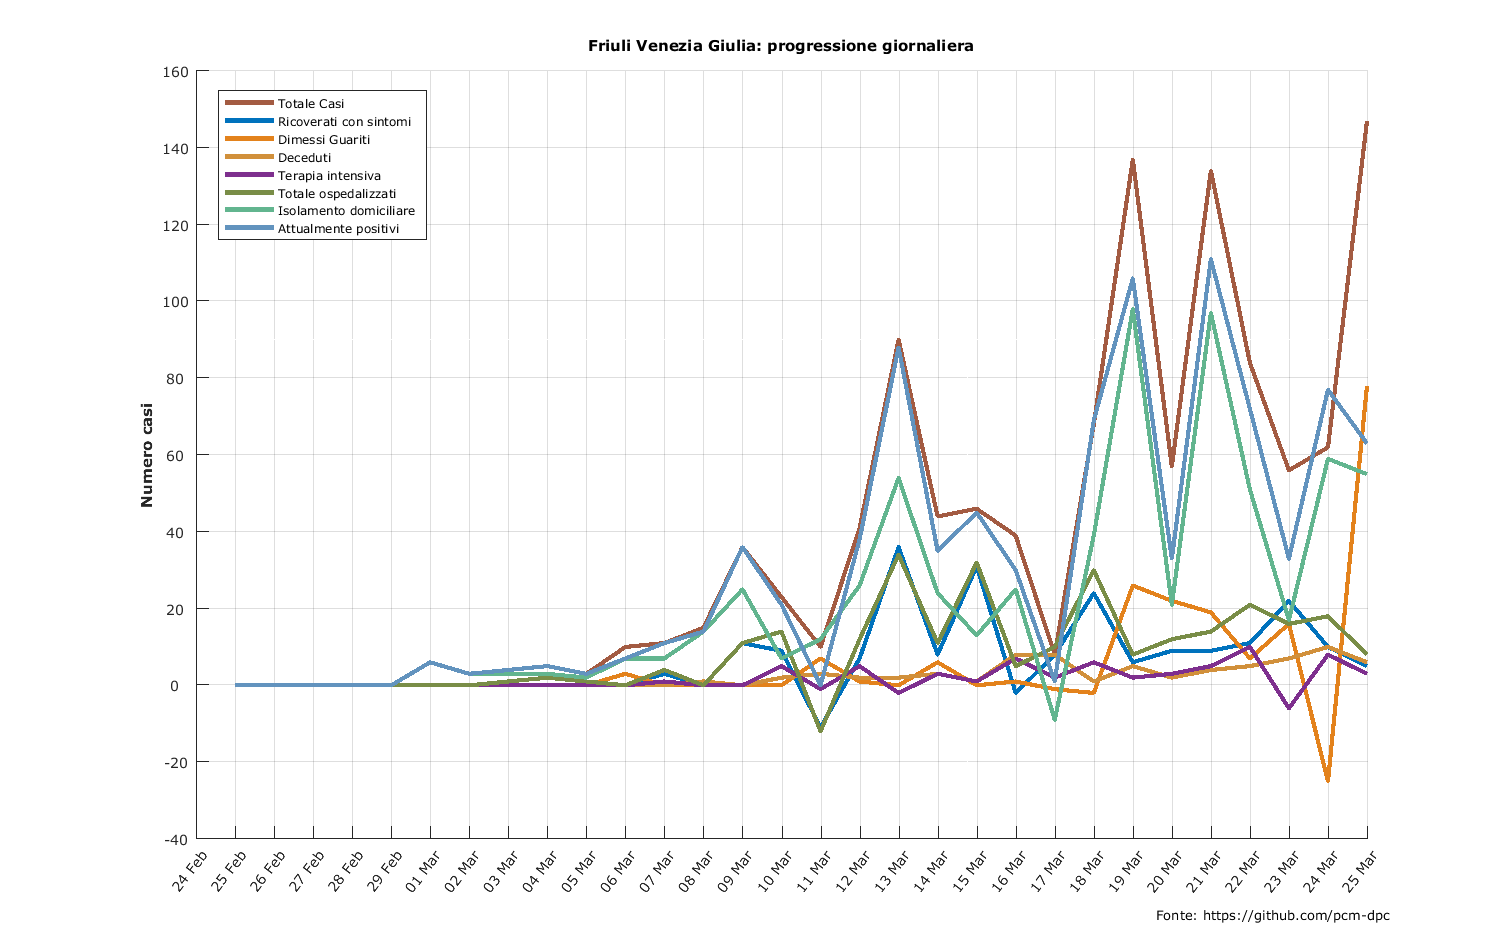 Friuli Venezia Giulia: progressione giornaliera
160
140
120
100
80
60
40
20
0
-20
-40
Numero casi
Totale Casi
Ricoverati con sintomi
Dimessi Guariti
Deceduti
Terapia intensiva
Totale ospedalizzati
Isolamento domiciliare
Attualmente positivi
24 Feb
25 Feb
26 Feb
27 Feb
28 Feb
29 Feb
01 Mar
02 Mar
03 Mar
04 Mar
05 Mar
06 Mar
07 Mar
08 Mar
09 Mar
10 Mar
11 Mar
12 Mar
13 Mar
14 Mar
15 Mar
16 Mar
17 Mar
18 Mar
19 Mar
20 Mar
21 Mar
22 Mar
23 Mar
24 Mar
25 Mar
Fonte: https://github.com/pcm-dpc